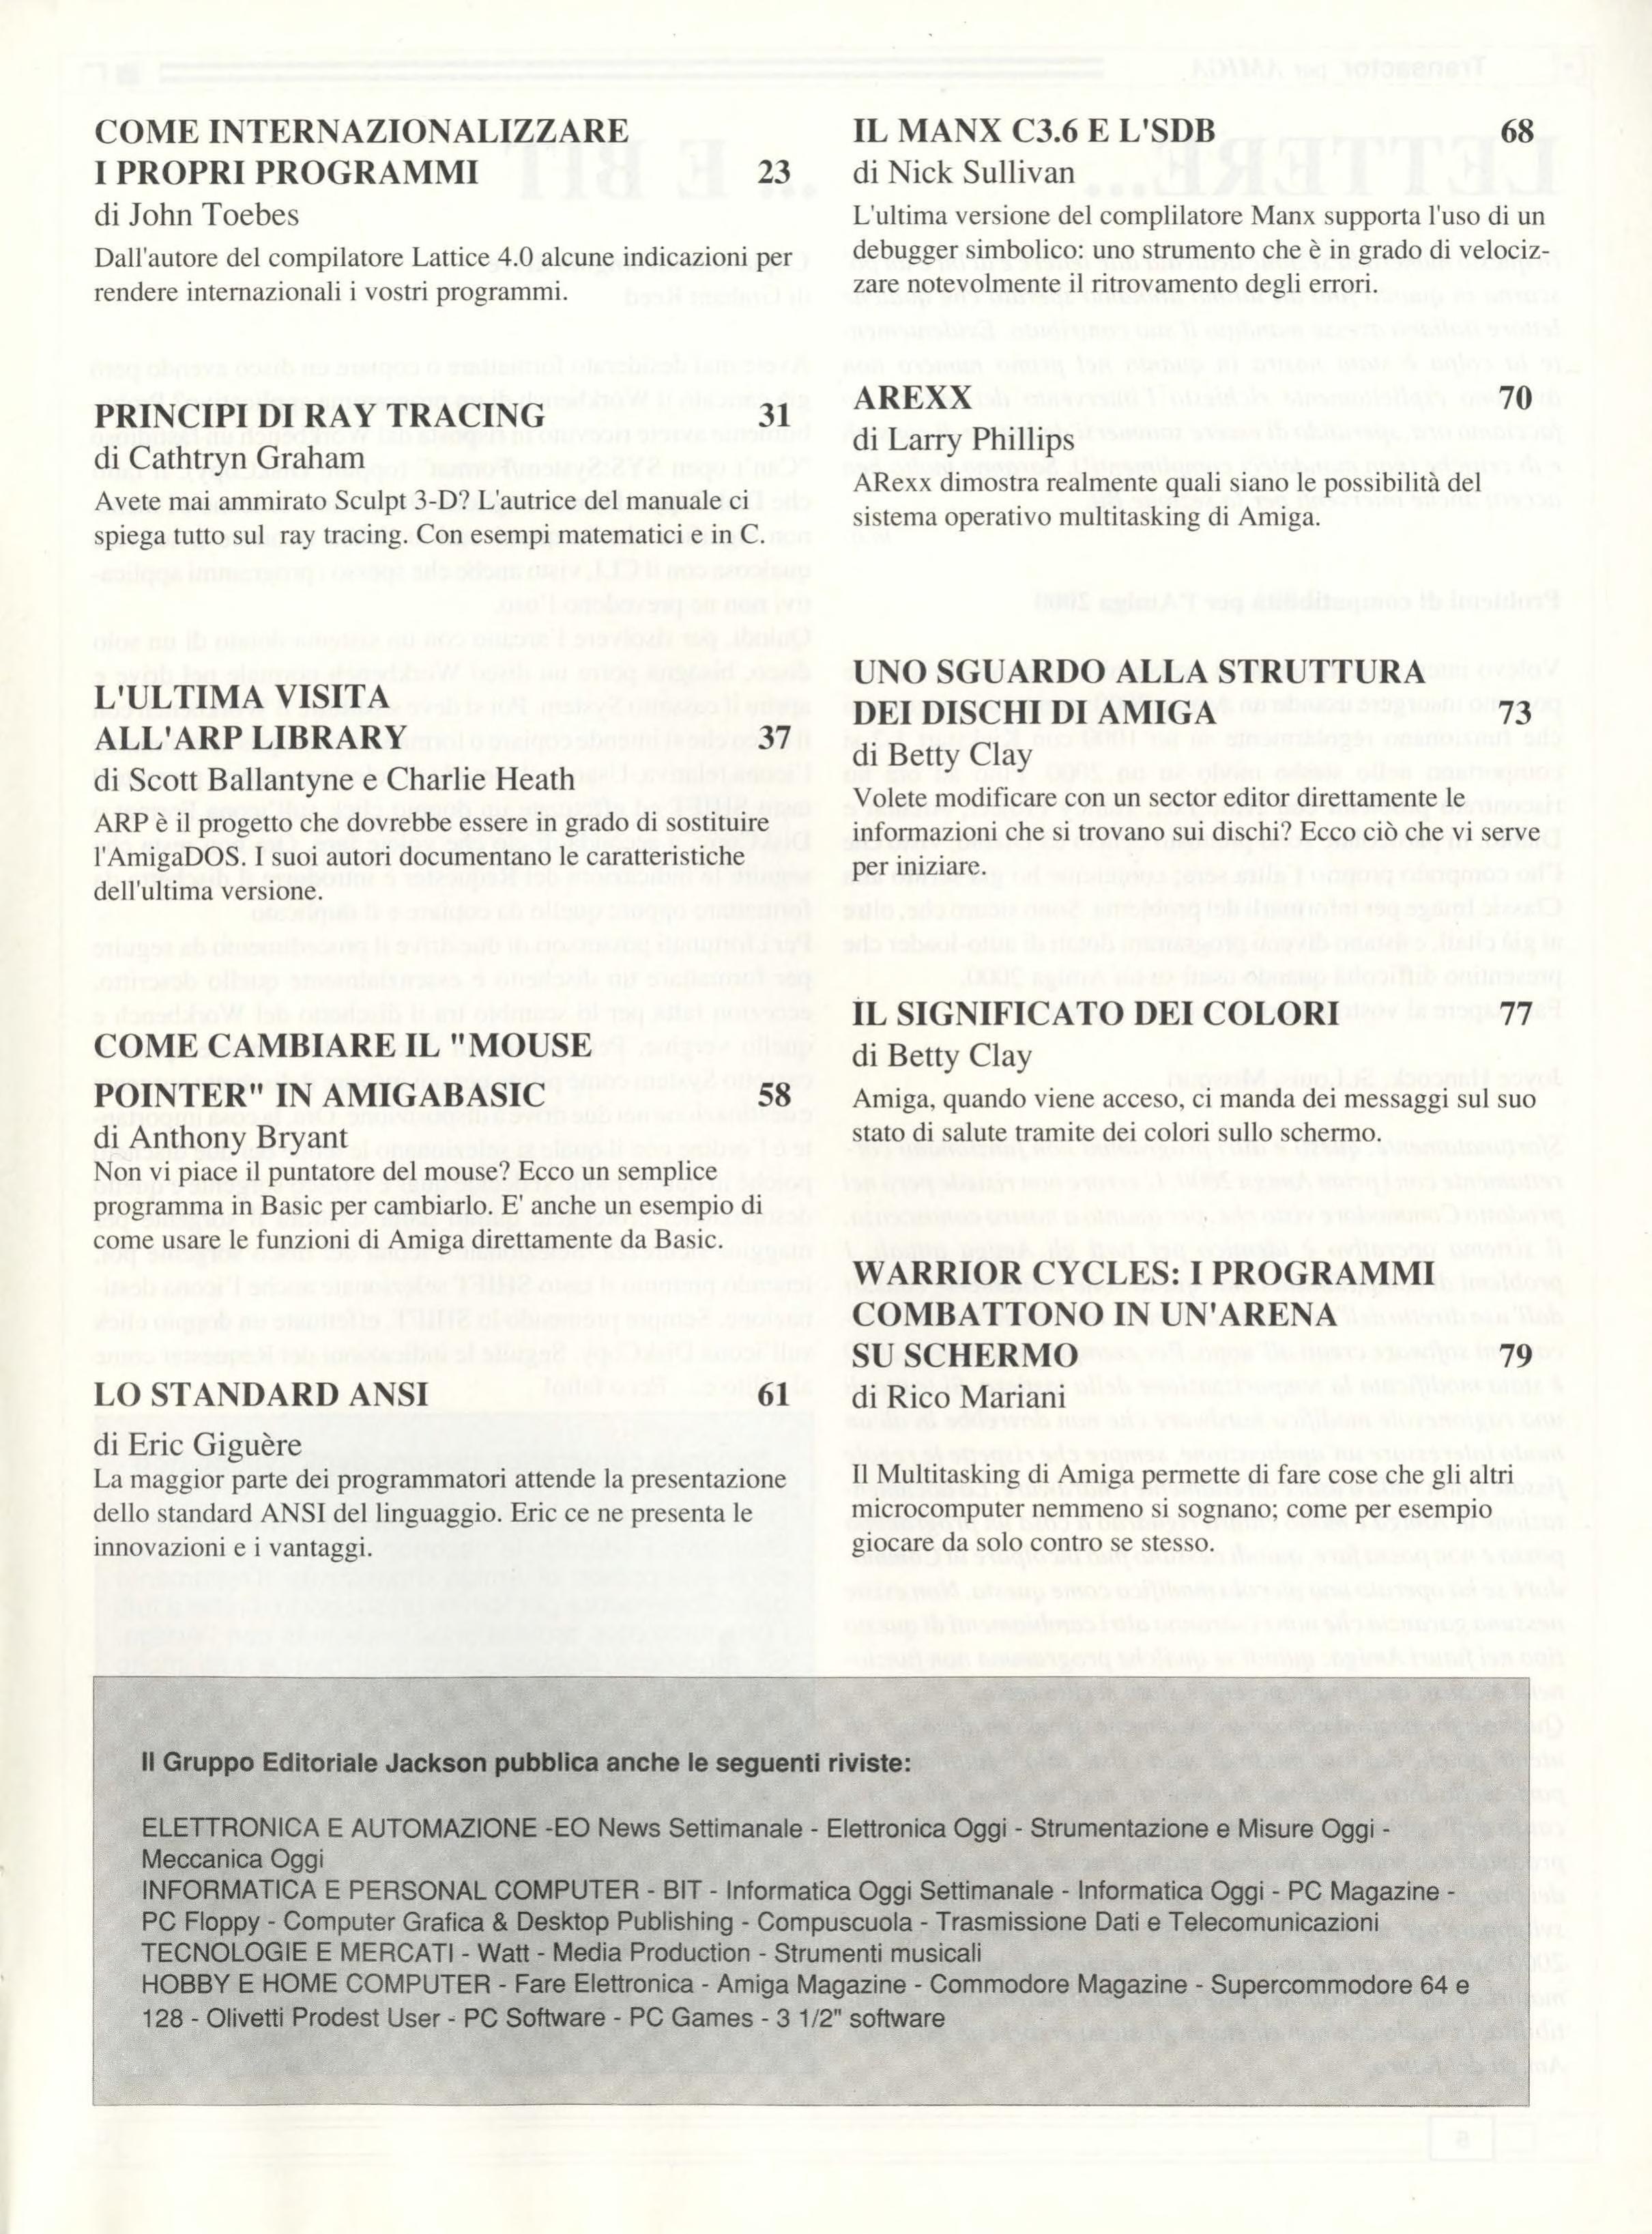 COME INTERNAZIONALIZZARE
I PROPRI PROGRAMMI 23
di John Toebes
Dall'autore del compilatore Lattice 4.0 alcune indicazioni per
rendere internazionali i vostri programmi.
PRINCIPI DI RAY TRACING 31
di Cathtryn Graham
Avete mai ammirato Sculpt 3-D? L'autrice del manuale ci
spiega tutto sul ray tracing. Con esempi matematici e in C.
L'ULTIMA VISITA
ALL'ARP LIBRARY 37
di Scott Ballantyne e Charlie Heath
ARP è il progetto che dovrebbe essere in grado di sostituire
l'AmigaDOS. I suoi autori documentano le caratteristiche
dell'ultima versione.
COME CAMBIARE IL "MOUSE
POINTER" IN AMIGABASIC 58
di Anthony Bryant
Non vi piace il puntatore del mouse? Ecco un semplice
programma in Basic per cambiarlo. E' anche un esempio di
come usare le funzioni di Amiga direttamente da Basic.
LO STANDARD ANSI 61
di Eric Giguère
La maggior parte dei programmatori attende la presentazione
dello standard ANSI del linguaggio. Eric ce ne presenta le
innovazioni e i vantaggi.
IL MANX C3.6 E L'SDB 68
di Nick Sullivan
L'ultima versione del complilatore Manx supporta l'uso di un
debugger simbolico: uno strumento che è in grado di velociz-
zare notevolmente il ritrovamento degli errori.
AREXX 70
di Larry Phillips
ARexx dimostra realmente quali siano le possibilità del
sistema operativo multitasking di Amiga.
UNO SGUARDO ALLA STRUTTURA
DEI DISCHI DI AMIGA 73
di Betty Clay
Volete modificare con un sector editor direttamente le
informazioni che si trovano sui dischi? Ecco ciò che vi serve
per iniziare.
IL SIGNIFICATO DEI COLORI 77
di Betty Clay
Amiga, quando viene acceso, ci manda dei messaggi sul suo
stato di salute tramite dei colori sullo schermo.
WARRIOR CYCLES: I PROGRAMMI
COMBATTONO IN UN'ARENA
SU SCHERMO 79
di Rico Mariani
Il Multitasking di Amiga permette di fare cose che gli altri
microcomputer nemmeno si sognano; come per esempio
giocare da solo contro se stesso.
Il Gruppo Editoriale Jackson pubblica anche le seguenti riviste:
ELETTRONICA E AUTOMAZIONE -EO News Settimanale - Elettronica Oggi - Strumentazione e Misure Oggi -
Meccanica Oggi
INFORMATICA E PERSONAL COMPUTER - BIT - Informatica Oggi Settimanale - Informatica Oggi - PC Magazine -
PC Floppy - Computer Grafica & Desktop Publishing - Compuscuola - Trasmissione Dati e Telecomunicazioni
TECNOLOGIE E MERCATI - Watt - Media Production - Strumenti musicali
HOBBY E HOME COMPUTER - Fare Elettronica - Amiga Magazine - Commodore Magazine - Supercommodore 64 e
128 - Olivetti Prodest User - PC Software - PC Games - 3 1/2" software